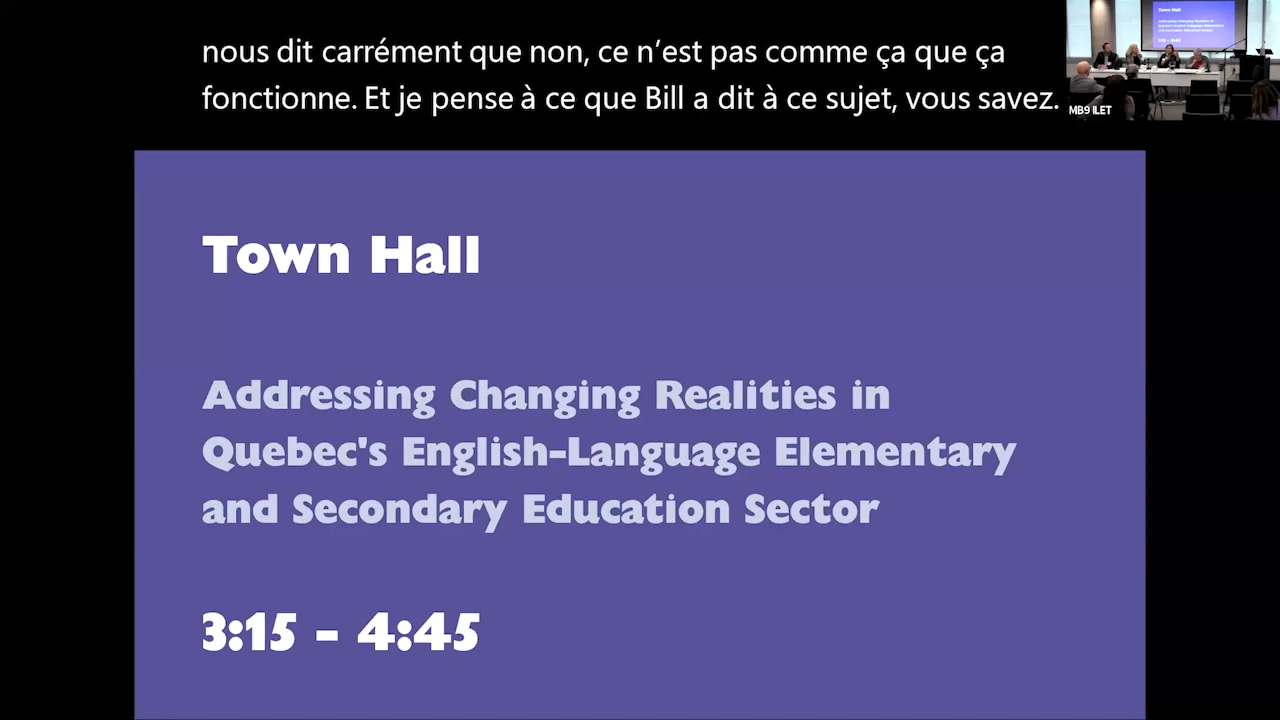 nous dit carrément que non, ce n’est pas comme ça que ça
fonctionne. Et je pense à ce que Bill a dit à ce sujet, vous savez.
MB9 ILET
Town Hall
Addressing Changing Realities in
Quebec's English-Language Elementary
and Secondary Education Sector
3:15 - 4:45